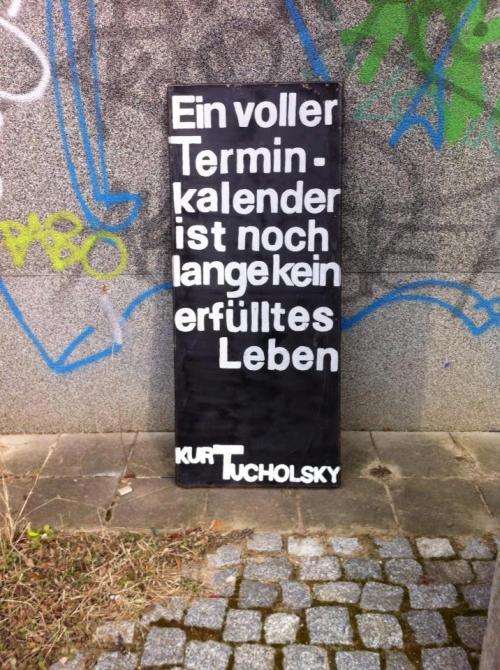 Ein voller
Termin-
kalender
ist noch
lange kein
erfülltes
Leben
KURT TUCHOLSKY